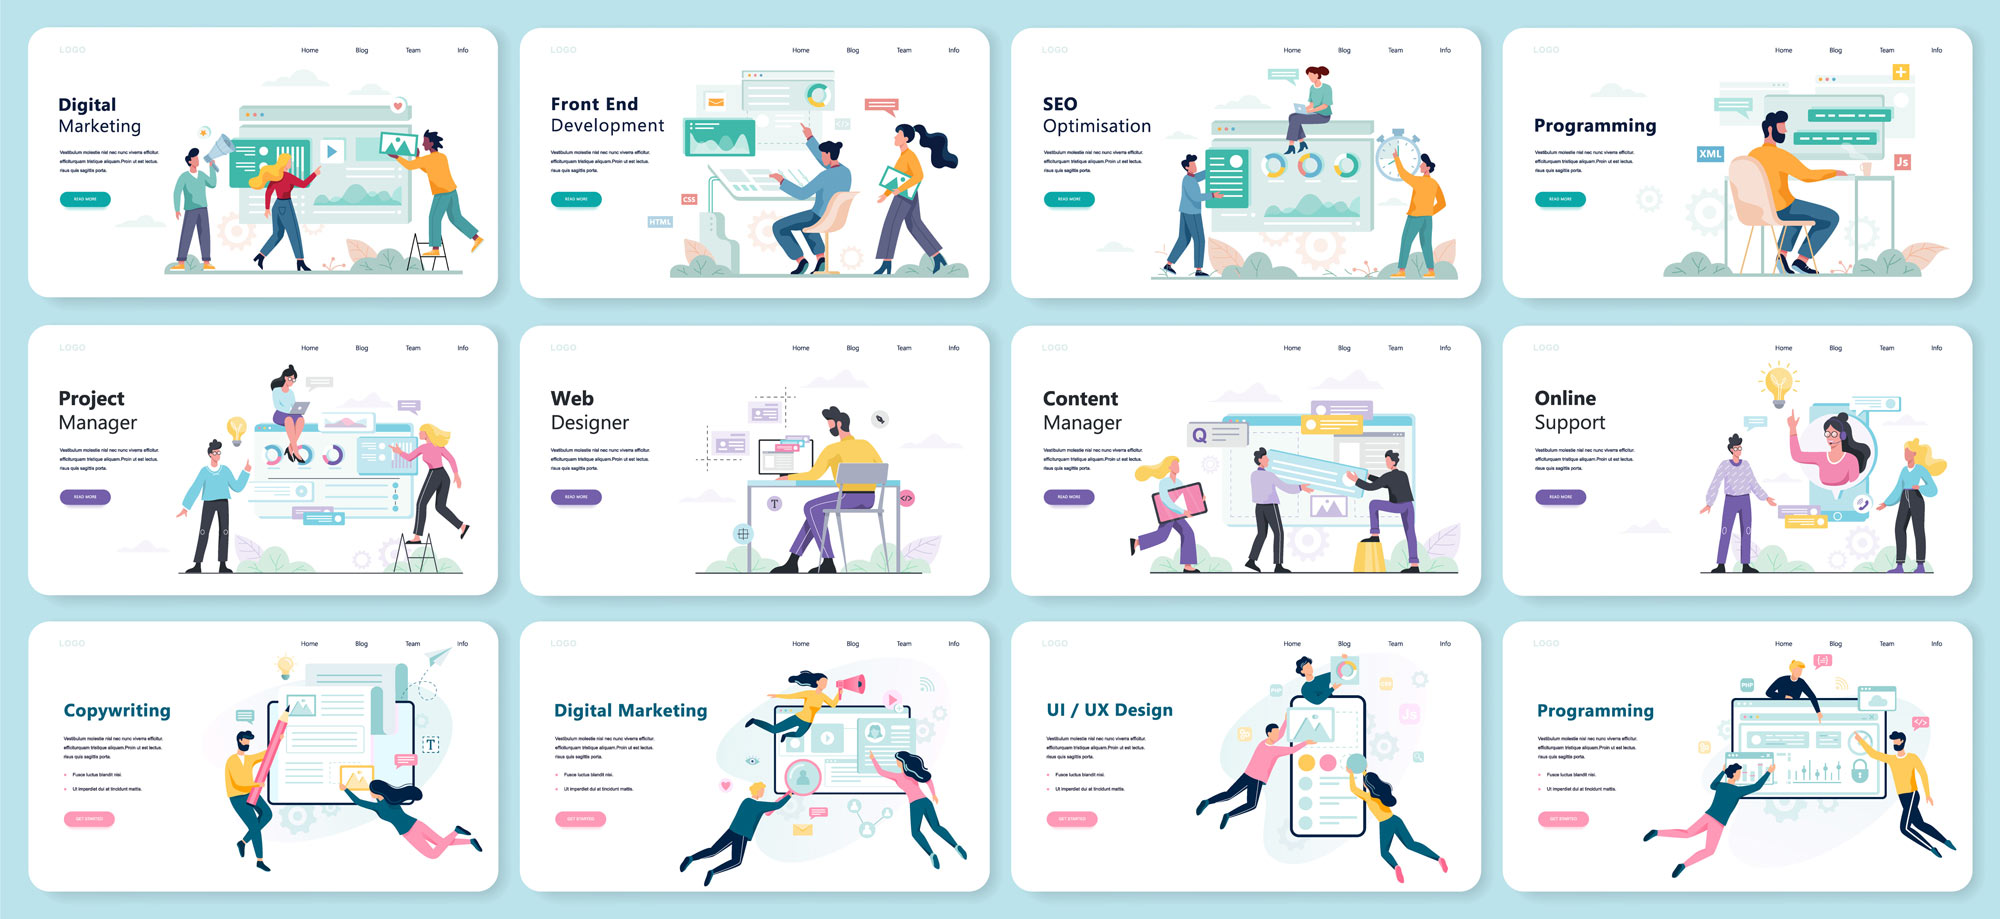 LOGO Home Blog Team Info
Digital
Marketing
Vestibulum molestie nisl nec nunc viverra efficitur.
efficiturquam tristique aliquam.Proin ut est lectus.
risus quis sagittis porta.
READ MORE
LOGO Home Blog Team Info
Front End
Development
Vestibulum molestie nisl nec nunc viverra efficitur.
efficiturquam tristique aliquam.Proin ut est lectus.
risus quis sagittis porta.
READ MORE
</>
CSS
HTML
LOGO Home Blog Team Info
SEO
Optimisation
Vestibulum molestie nisl nec nunc viverra efficitur.
efficiturquam tristique aliquam.Proin ut est lectus.
risus quis sagittis porta.
READ MORE
LOGO Home Blog Team Info
Programming
Vestibulum molestie nisl nec nunc viverra efficitur.
efficiturquam tristique aliquam.Proin ut est lectus.
risus quis sagittis porta.
READ MORE
XML
Js
LOGO Home Blog Team Info
Project
Manager
Vestibulum molestie nisl nec nunc viverra efficitur.
efficiturquam tristique aliquam.Proin ut est lectus.
risus quis sagittis porta.
READ MORE
LOGO Home Blog Team Info
Web
Designer
Vestibulum molestie nisl nec nunc viverra efficitur.
efficiturquam tristique aliquam.Proin ut est lectus.
risus quis sagittis porta.
READ MORE
T
</>
LOGO Home Blog Team Info
Content
Manager
Vestibulum molestie nisl nec nunc viverra efficitur.
efficiturquam tristique aliquam.Proin ut est lectus.
risus quis sagittis porta.
READ MORE
Q
LOGO Home Blog Team Info
Online
Support
Vestibulum molestie nisl nec nunc viverra efficitur.
efficiturquam tristique aliquam.Proin ut est lectus.
risus quis sagittis porta.
READ MORE
LOGO Home Blog Team Info
Copywriting
Vestibulum molestie nisl nec nunc viverra efficitur.
efficiturquam tristique aliquam.Proin ut est lectus.
risus quis sagittis porta.
Fusce luctus blandit nisi.
Ut imperdiet dui at tincidunt mattis.
GET STARTED
T
LOGO Home Blog Team Info
Digital Marketing
Vestibulum molestie nisl nec nunc viverra efficitur.
efficiturquam tristique aliquam.Proin ut est lectus.
risus quis sagittis porta.
Fusce luctus blandit nisi.
Ut imperdiet dui at tincidunt mattis.
GET STARTED
LOGO Home Blog Team Info
UI / UX Design
Vestibulum molestie nisl nec nunc viverra efficitur.
efficiturquam tristique aliquam.Proin ut est lectus.
risus quis sagittis porta.
Fusce luctus blandit nisi.
Ut imperdiet dui at tincidunt mattis.
GET STARTED
PHP
CSS
JS
LOGO Home Blog Team Info
Programming
Vestibulum molestie nisl nec nunc viverra efficitur.
efficiturquam tristique aliquam.Proin ut est lectus.
risus quis sagittis porta.
Fusce luctus blandit nisi.
Ut imperdiet dui at tincidunt mattis.
GET STARTED
PHP
</>